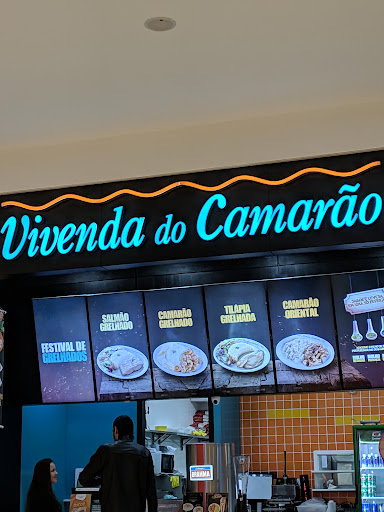 Vivenda do Camarão
FESTIVAL DE
GRELHADOS
SALMÃO
GRELHADO
CAMARÃO
GRELHADO
TILÁPIA
GRELHADA
CAMARÃO
ORIENTAL
BRAHMA